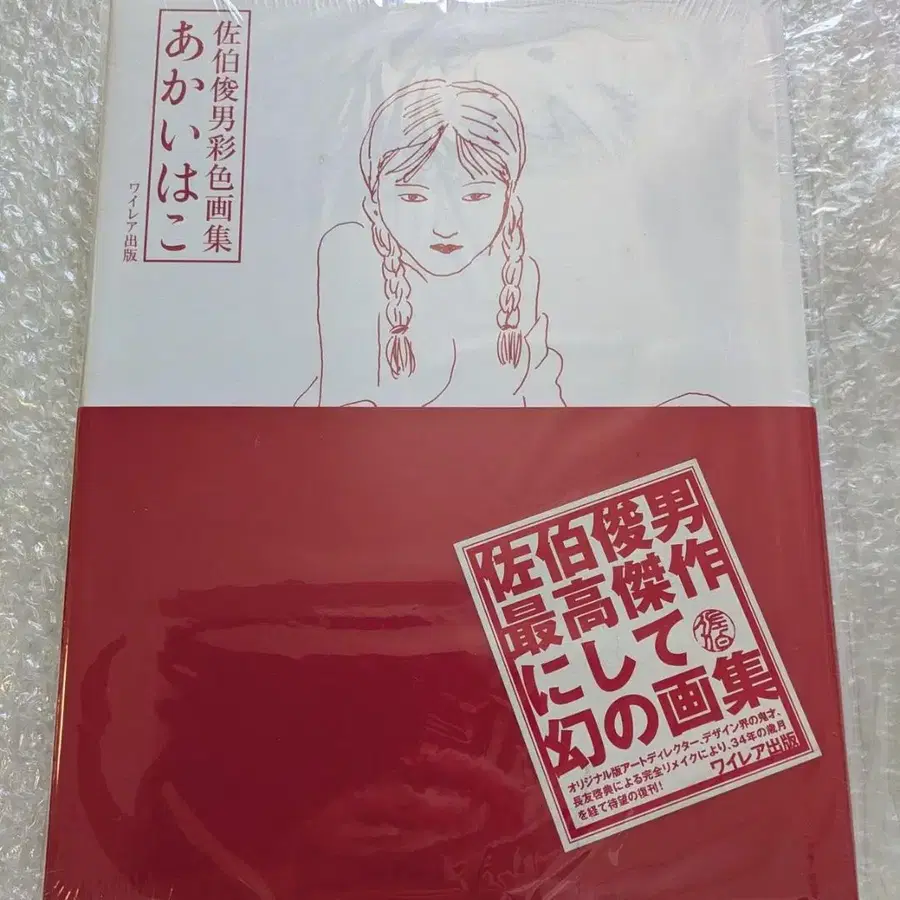 佐伯俊男彩色画集
あかいはこ
ワイレア出版
佐伯俊男
最高傑作
にして
幻の画集
オリジナル版アートディレクター、デザイン界の鬼才、
長友啓典による完全リメイクにより、34年の歳月
を経て待望の復刊!
ワイレア出版